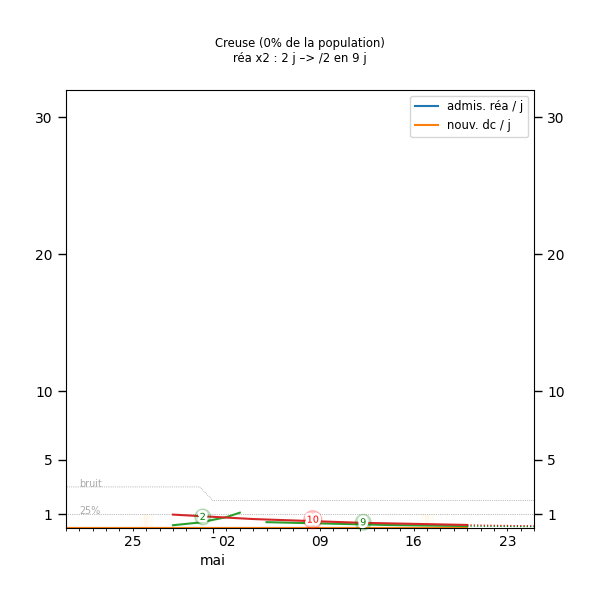 Creuse (0% de la population)
réa x2 : 2 j –> /2 en 9 j
admis. réa / j
nouv. dc / j
30 30
20 20
10 10
5 5
bruit
25%
1 1
2 10 9
25 - 02 09 16 23
mai